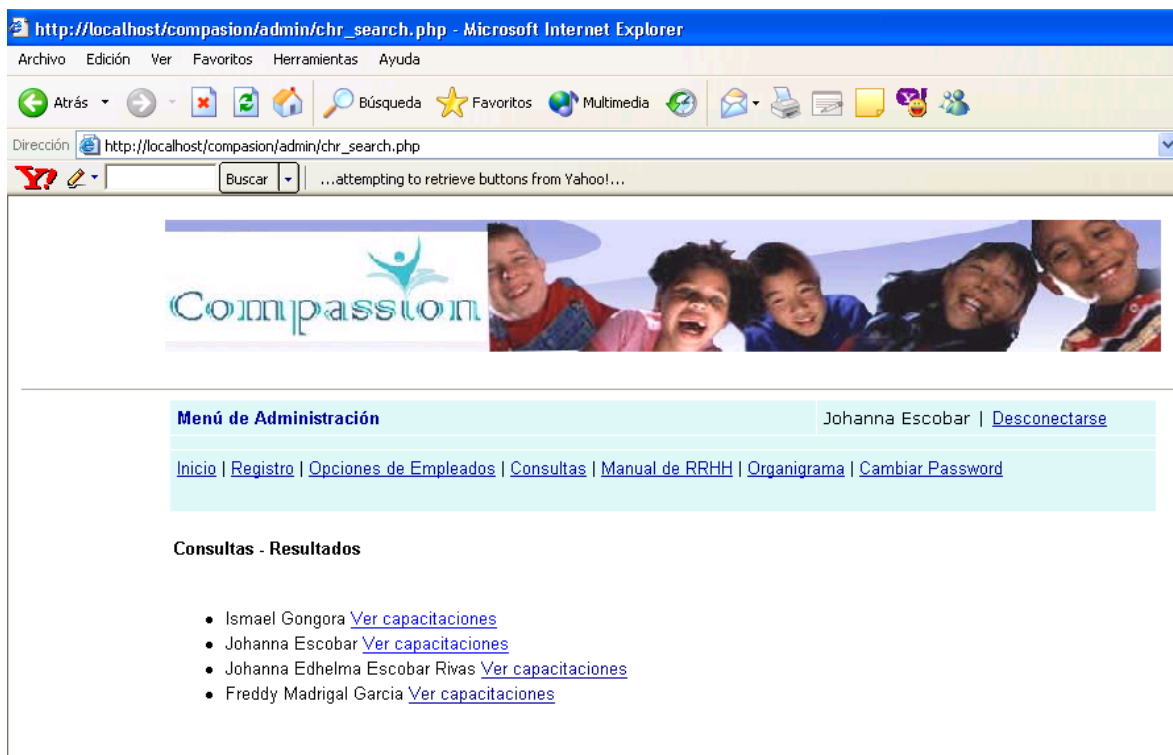 http://localhost/compasion/admin/chr_search.php - Microsoft Internet Explorer
Archivo Edición Ver Favoritos Herramientas Ayuda
Atrás Búsqueda Favoritos Multimedia
Dirección http://localhost/compasion/admin/chr_search.php
Y! Buscar ...attempting to retrieve buttons from Yahoo!...
Compassion
Menú de Administración Johanna Escobar | Desconectarse
Inicio | Registro | Opciones de Empleados | Consultas | Manual de RRHH | Organigrama | Cambiar Password
Consultas - Resultados
• Ismael Gongora Ver capacitaciones
• Johanna Escobar Ver capacitaciones
• Johanna Edhelma Escobar Rivas Ver capacitaciones
• Freddy Madrigal Garcia Ver capacitaciones